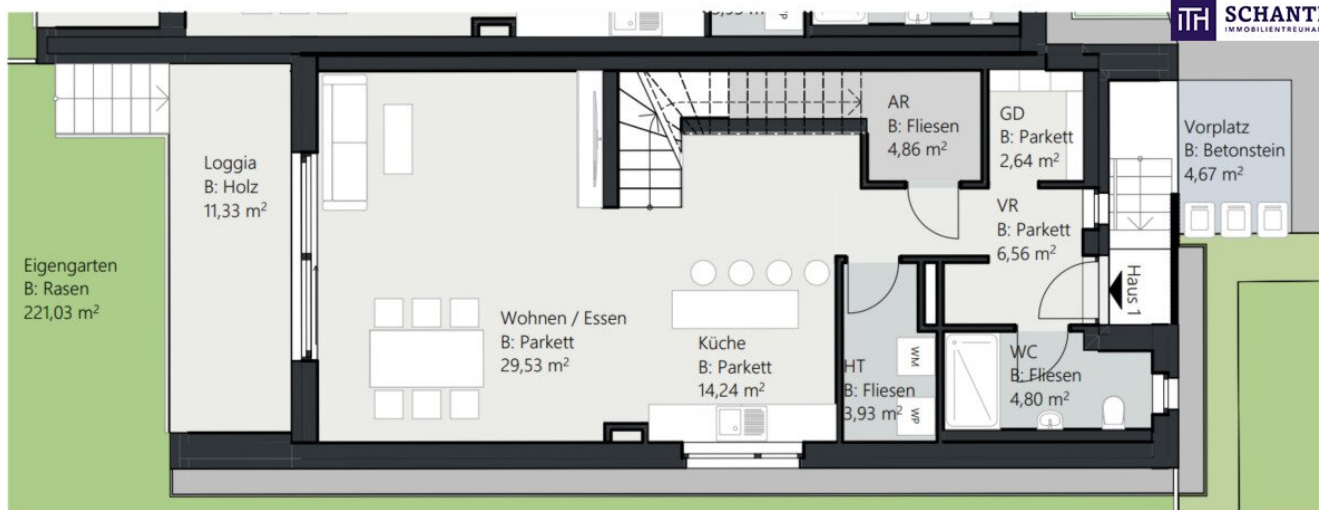 SCHANTL
IMMOBILIENTREUHAND
WP
Loggia
B: Holz
11,33 m²
Eigengarten
B: Rasen
221,03 m²
Wohnen / Essen
B: Parkett
29,53 m²
Küche
B: Parkett
14,24 m²
AR
B: Fliesen
4,86 m²
GD
B: Parkett
2,64 m²
VR
B: Parkett
6,56 m²
Vorplatz
B: Betonstein
4,67 m²
Haus 1
HT
B: Fliesen
3,93 m²
WM
WP
WC
B: Fliesen
4,80 m²